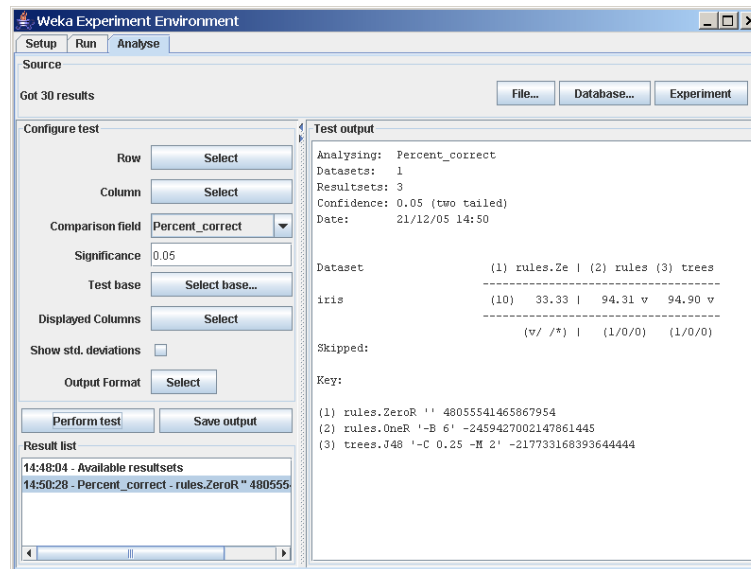 Weka Experiment Environment
Setup Run Analyse
Source
Got 30 results
File... Database... Experiment
Configure test
Row Select
Column Select
Comparison field Percent_correct
Significance 0.05
Test base Select base...
Displayed Columns Select
Show std. deviations
Output Format Select
Perform test Save output
Result list
14:48:04 - Available resultsets
14:50:28 - Percent_correct - rules.ZeroR '' 480555
Test output
Analysing: Percent_correct
Datasets: 1
Resultsets: 3
Confidence: 0.05 (two tailed)
Date: 21/12/05 14:50
Dataset (1) rules.Ze | (2) rules (3) trees
----------------------------------------
iris (10) 33.33 | 94.31 v 94.90 v
----------------------------------------
(v/ /*) | (1/0/0) (1/0/0)
Skipped:
Key:
(1) rules.ZeroR '' 48055541465867954
(2) rules.OneR '-B 6' -2459427002147861445
(3) trees.J48 '-C 0.25 -M 2' -217733168393644444